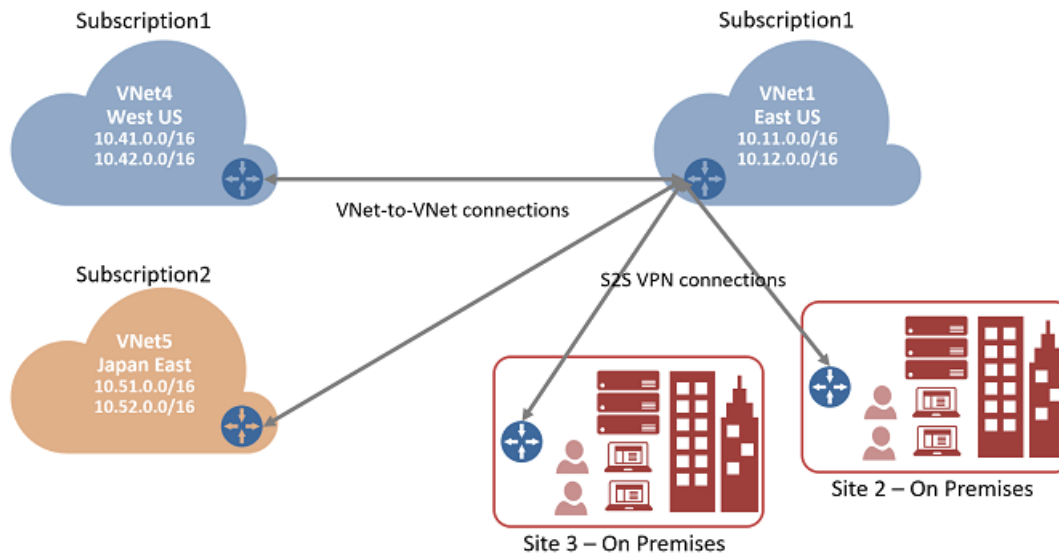 Subscription1
VNet4
West US
10.41.0.0/16
10.42.0.0/16
Subscription1
VNet1
East US
10.11.0.0/16
10.12.0.0/16
VNet-to-VNet connections
Subscription2
VNet5
Japan East
10.51.0.0/16
10.52.0.0/16
S2S VPN connections
Site 2 – On Premises
Site 3 – On Premises